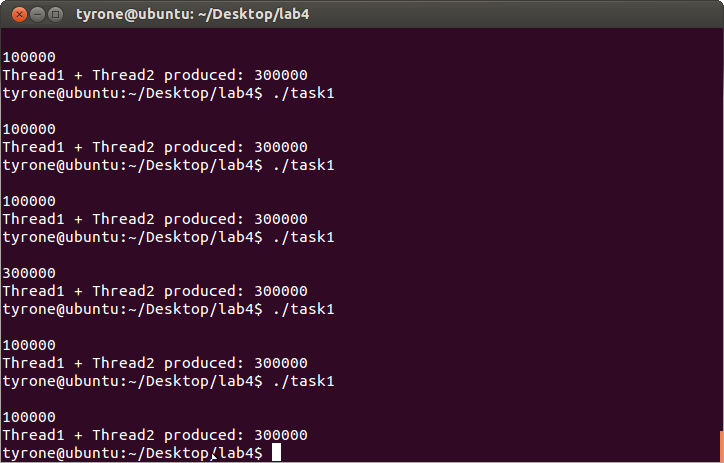 tyrone@ubuntu: ~/Desktop/lab4
100000
Thread1 + Thread2 produced: 300000
tyrone@ubuntu:~/Desktop/lab4$ ./task1
100000
Thread1 + Thread2 produced: 300000
tyrone@ubuntu:~/Desktop/lab4$ ./task1
100000
Thread1 + Thread2 produced: 300000
tyrone@ubuntu:~/Desktop/lab4$ ./task1
300000
Thread1 + Thread2 produced: 300000
tyrone@ubuntu:~/Desktop/lab4$ ./task1
100000
Thread1 + Thread2 produced: 300000
tyrone@ubuntu:~/Desktop/lab4$ ./task1
100000
Thread1 + Thread2 produced: 300000
tyrone@ubuntu:~/Desktop/lab4$